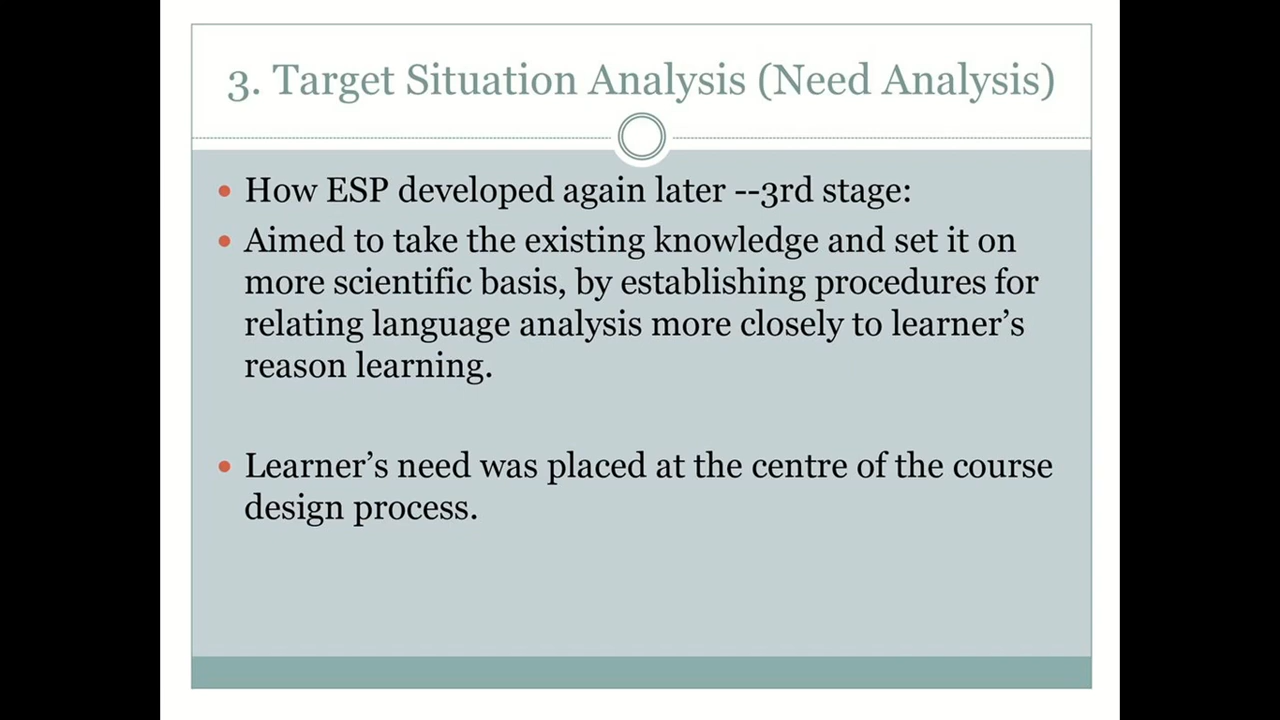 3. Target Situation Analysis (Need Analysis)
How ESP developed again later --3rd stage:
Aimed to take the existing knowledge and set it on
more scientific basis, by establishing procedures for
relating language analysis more closely to learner’s
reason learning.
Learner’s need was placed at the centre of the course
design process.